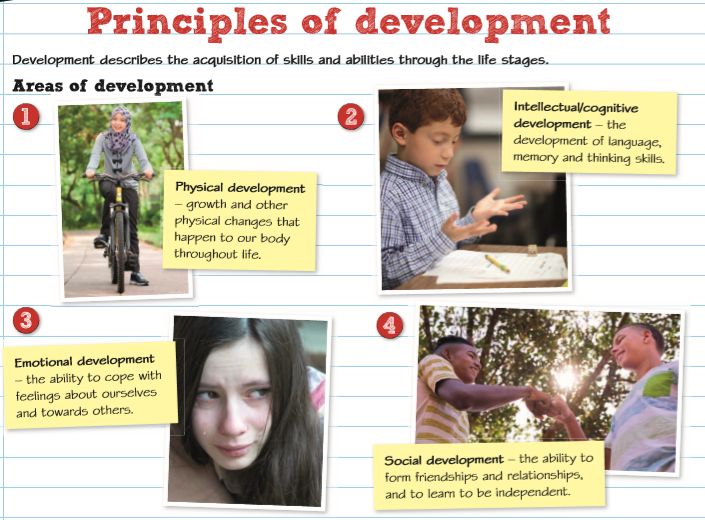 Principles of development
Development describes the acquisition of skills and abilities through the life stages.
Areas of development
1
Physical development
– growth and other
physical changes that
happen to our body
throughout life.
2
Intellectual/cognitive
development – the
development of language,
memory and thinking skills.
3
Emotional development
– the ability to cope with
feelings about ourselves
and towards others.
4
Social development – the ability to
form friendships and relationships,
and to learn to be independent.